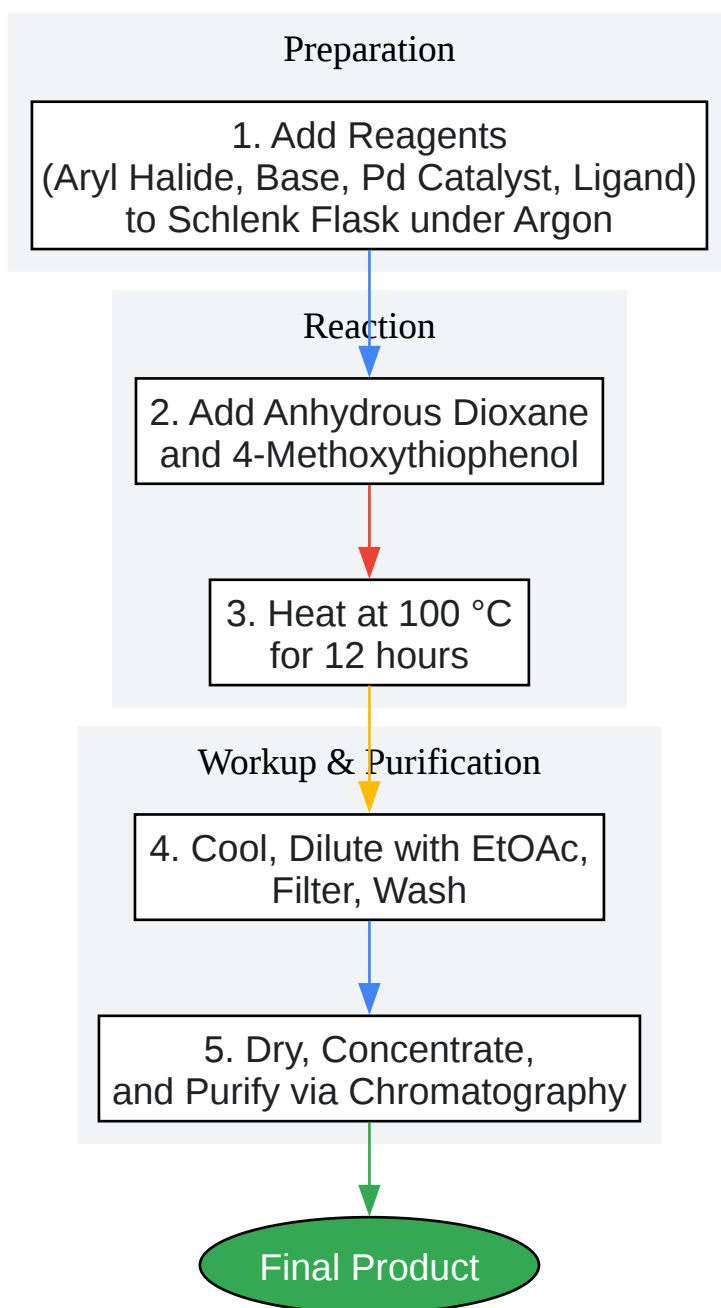 Preparation
1. Add Reagents
(Aryl Halide, Base, Pd Catalyst, Ligand)
to Schlenk Flask under Argon
Reaction
2. Add Anhydrous Dioxane
and 4-Methoxythiophenol
3. Heat at 100 °C
for 12 hours
Workup & Purification
4. Cool, Dilute with EtOAc,
Filter, Wash
5. Dry, Concentrate,
and Purify via Chromatography
Final Product